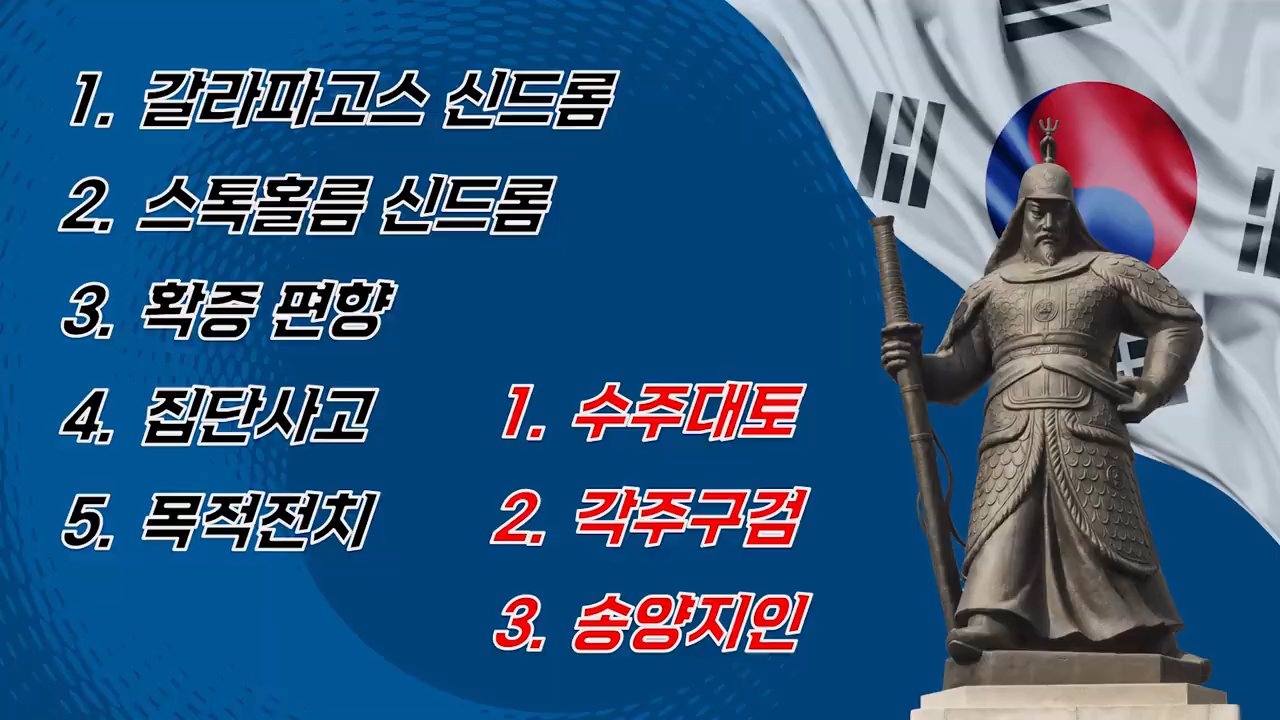 1. 갈라파고스 신드롬
2. 스톡홀름 신드롬
3. 확증 편향
4. 집단사고
5. 목적전치
1. 수주대토
2. 각주구검
3. 송양지인